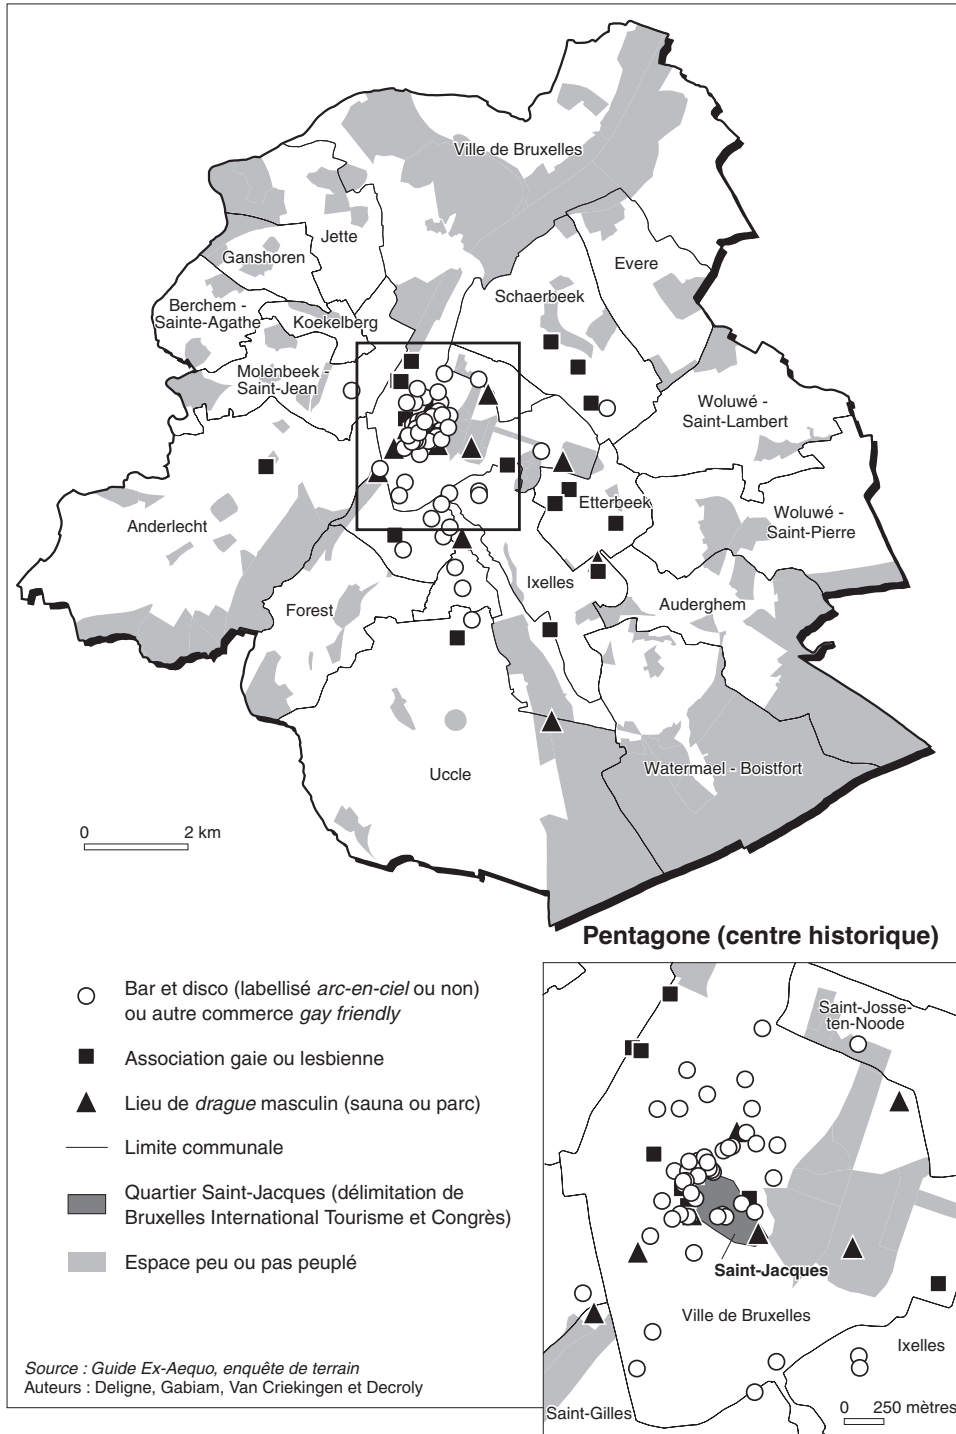 Ville de Bruxelles
Jette
Ganshoren
Evere
Schaerbeek
Berchem -
Sainte-Agathe
Koekelberg
Molenbeek -
Saint-Jean
Woluwé -
Saint-Lambert
Anderlecht
Etterbeek
Woluwé -
Saint-Pierre
Ixelles
Auderghem
Forest
Uccle
Watermael - Boistfort
0 2 km
Pentagone (centre historique)
Bar et disco (labellisé arc-en-ciel ou non)
ou autre commerce gay friendly
Association gaie ou lesbienne
Lieu de drague masculin (sauna ou parc)
Limite communale
Quartier Saint-Jacques (délimitation de
Bruxelles International Tourisme et Congrès)
Espace peu ou pas peuplé
Source : Guide Ex-Aequo, enquête de terrain
Auteurs : Deligne, Gabiam, Van Criekingen et Decroly
Saint-Josse-
ten-Noode
Saint-Jacques
Ville de Bruxelles
Ixelles
Saint-Gilles
0 250 mètres